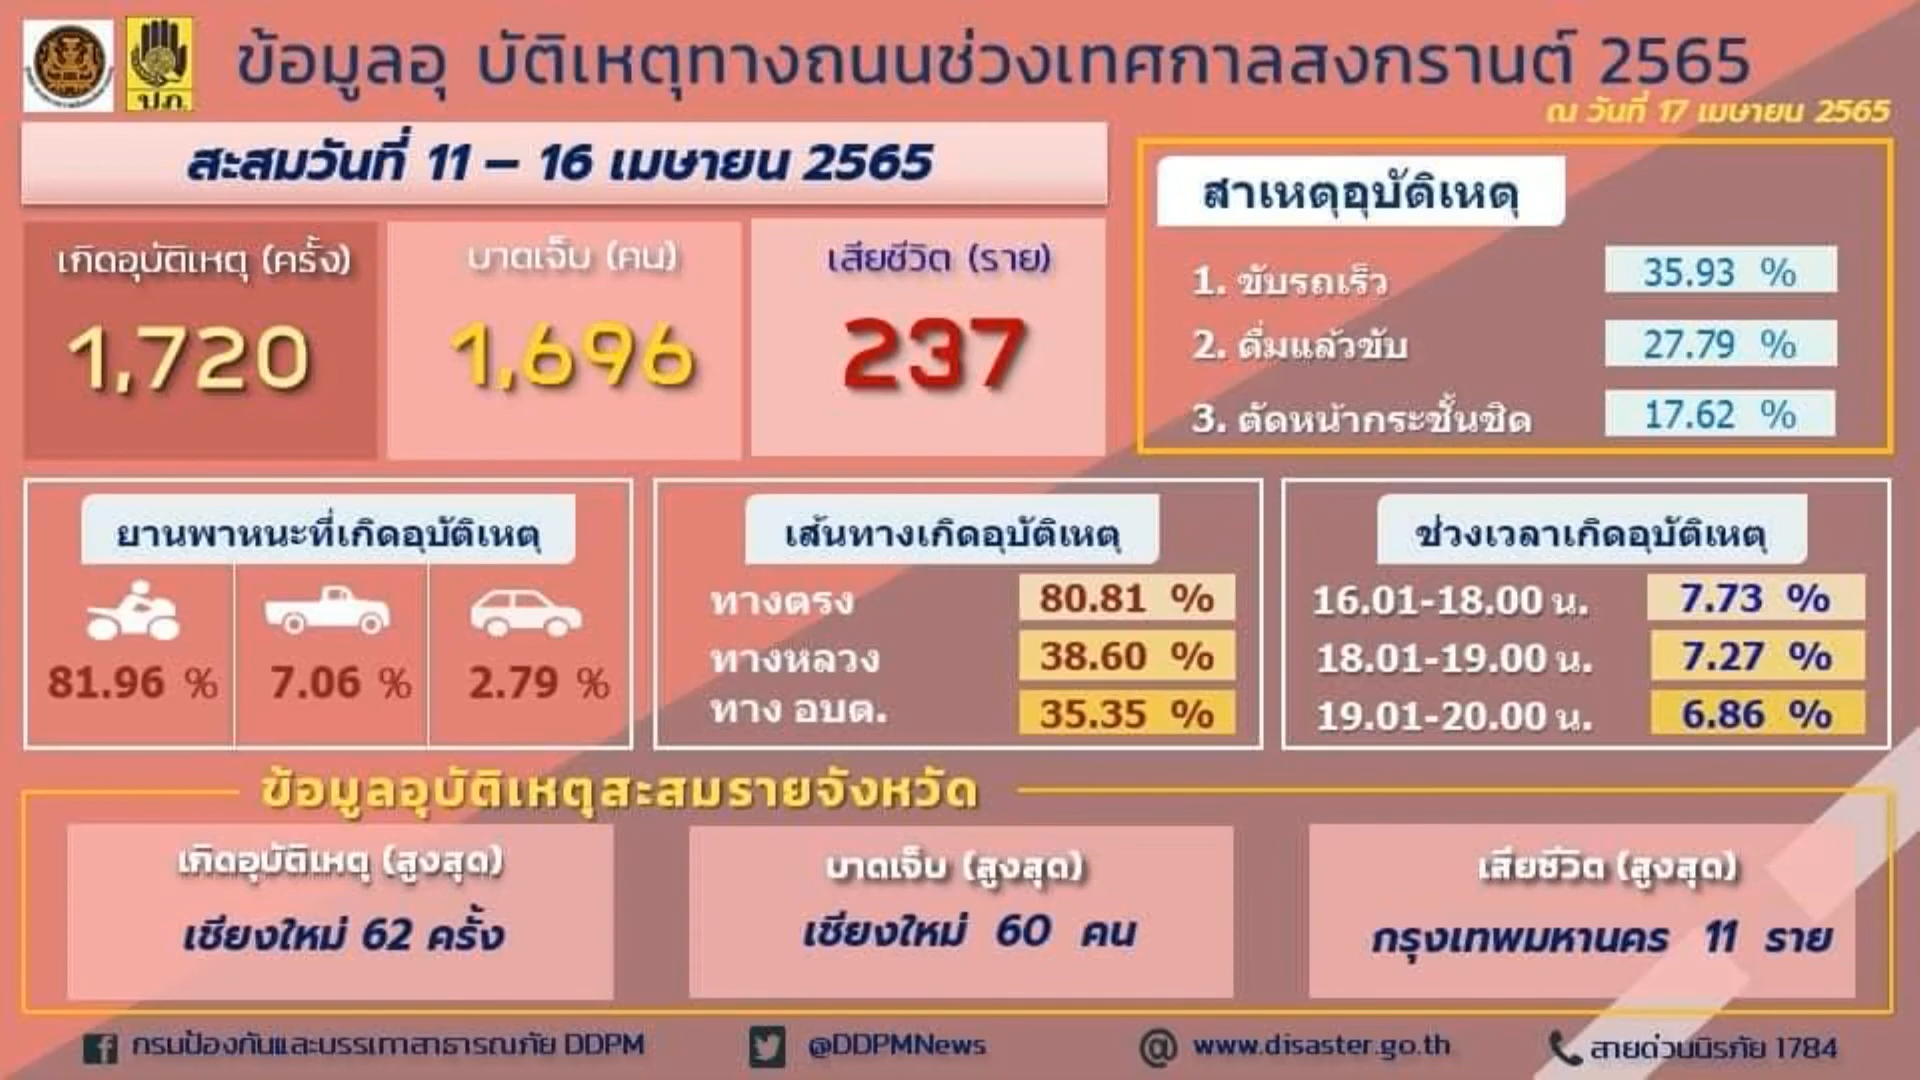 ปภ.
ข้อมูลอุ บัติเหตุทางถนนช่วงเทศกาลสงกรานต์ 2565
ณ วันที่ 17 เมษายน 2565
สะสมวันที่ 11 – 16 เมษายน 2565
เกิดอุบัติเหตุ (ครั้ง)
1,720
บาดเจ็บ (คน)
1,696
เสียชีวิต (ราย)
237
สาเหตุอุบัติเหตุ
1. ขับรถเร็ว 35.93 %
2. ดื่มแล้วขับ 27.79 %
3. ตัดหน้ากระชั้นชิด 17.62 %
ยานพาหนะที่เกิดอุบัติเหตุ
81.96 % 7.06 % 2.79 %
เส้นทางเกิดอุบัติเหตุ
ทางตรง 80.81 %
ทางหลวง 38.60 %
ทาง อบต. 35.35 %
ช่วงเวลาเกิดอุบัติเหตุ
16.01-18.00 น. 7.73 %
18.01-19.00 น. 7.27 %
19.01-20.00 น. 6.86 %
ข้อมูลอุบัติเหตุสะสมรายจังหวัด
เกิดอุบัติเหตุ (สูงสุด)
เชียงใหม่ 62 ครั้ง
บาดเจ็บ (สูงสุด)
เชียงใหม่ 60 คน
เสียชีวิต (สูงสุด)
กรุงเทพมหานคร 11 ราย
กรมป้องกันและบรรเทาสาธารณภัย DDPM @DDPMNews www.disaster.go.th สายด่วนนิรภัย 1784